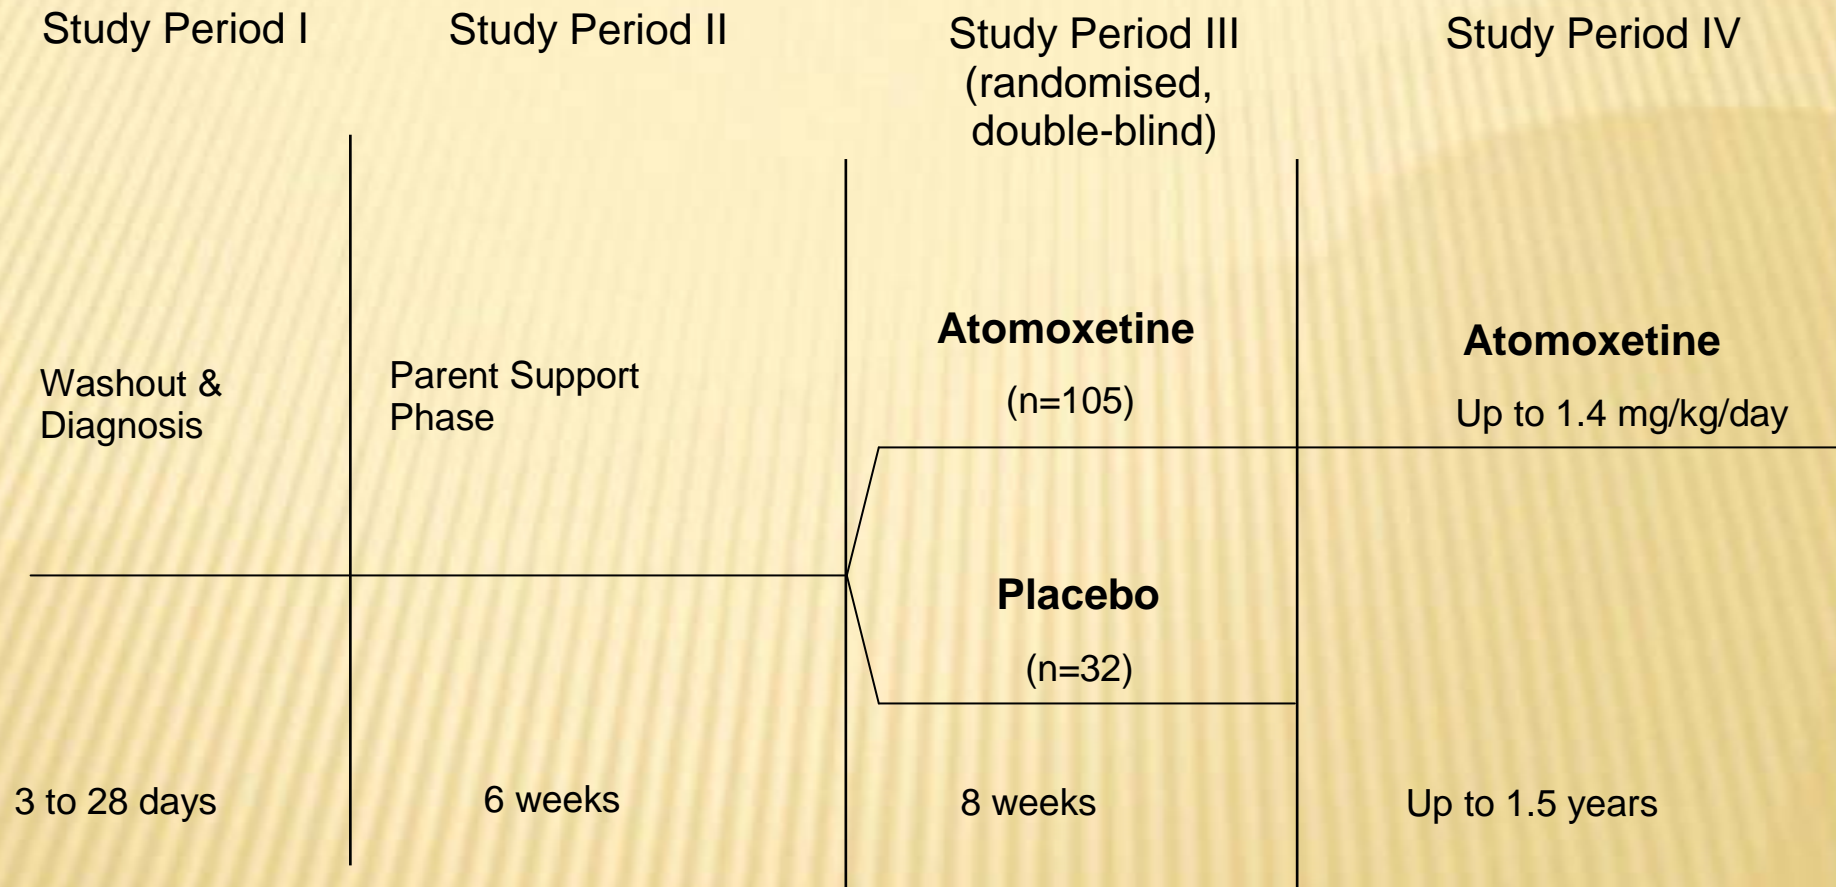 Study Period I
Study Period II
Study Period III
(randomised,
double-blind)
Study Period IV
Washout &
Diagnosis
Parent Support
Phase
Atomoxetine
(n=105)
Atomoxetine
Up to 1.4 mg/kg/day
Placebo
(n=32)
3 to 28 days
6 weeks
8 weeks
Up to 1.5 years